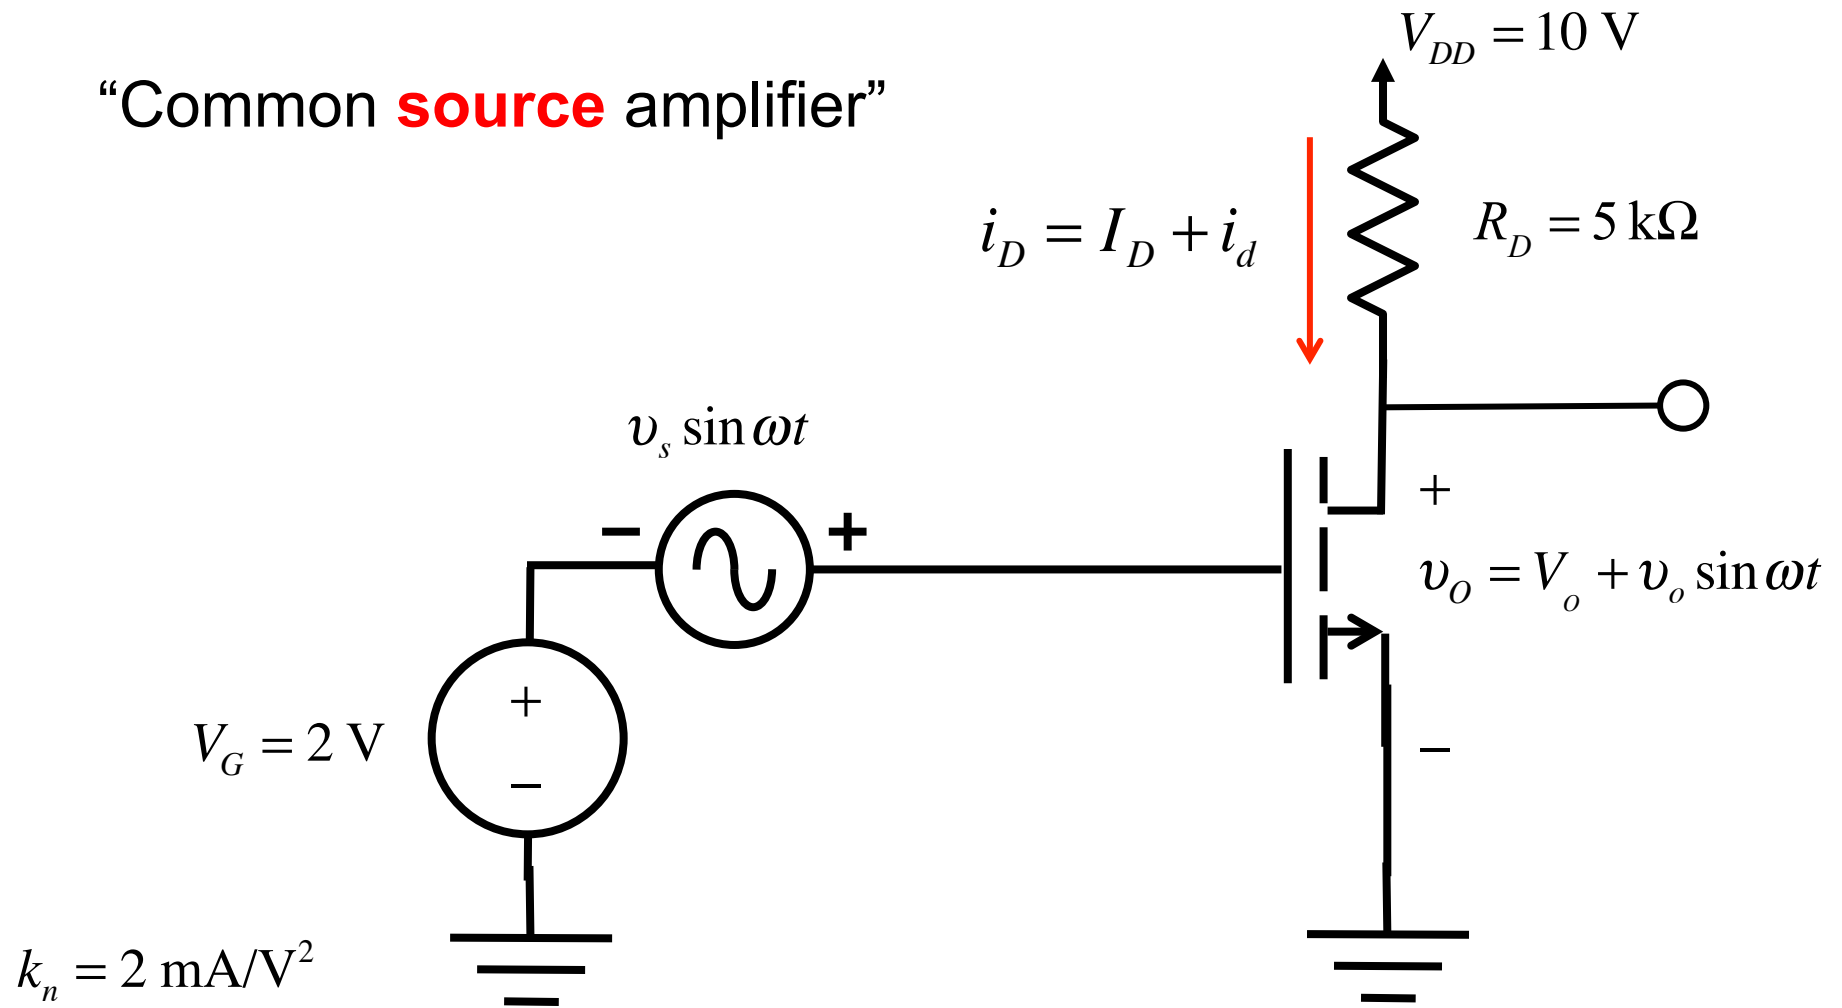 V_DD = 10 V
“Common source amplifier”
i_D = I_D + i_d
R_D = 5 kΩ
υ_s sin ωt
+
− +
υ_O = V_o + υ_o sin ωt
+
V_G = 2 V
−
−
k_n = 2 mA/V²